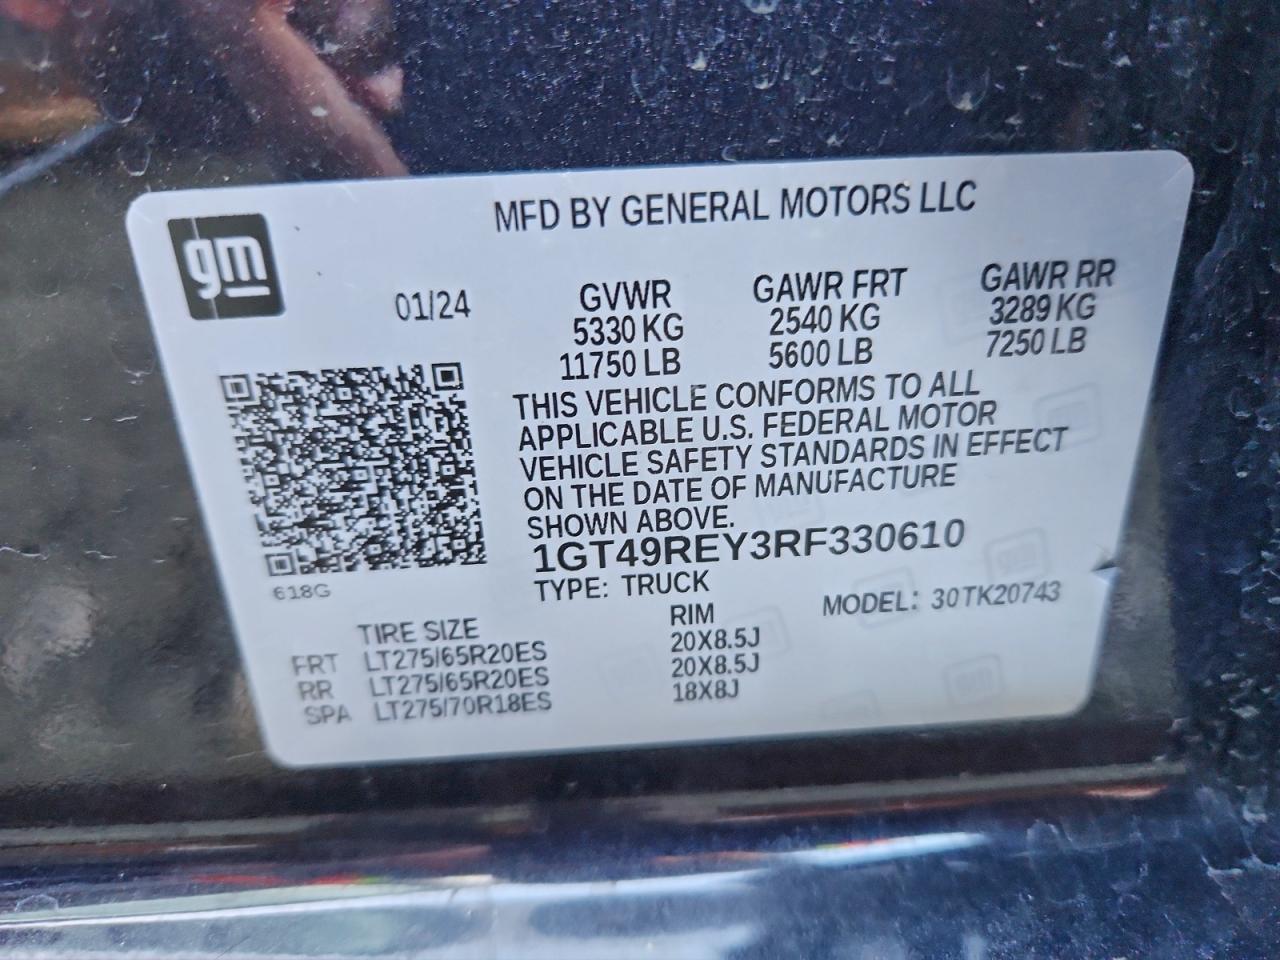 gm
MFD BY GENERAL MOTORS LLC
01/24
GVWR GAWR FRT GAWR RR
5330 KG 2540 KG 3289 KG
11750 LB 5600 LB 7250 LB
THIS VEHICLE CONFORMS TO ALL
APPLICABLE U.S. FEDERAL MOTOR
VEHICLE SAFETY STANDARDS IN EFFECT
ON THE DATE OF MANUFACTURE
SHOWN ABOVE.
1GT49REY3RF330610
618G
TYPE: TRUCK MODEL: 30TK20743
TIRE SIZE RIM
FRT LT275/65R20ES 20X8.5J
RR LT275/65R20ES 20X8.5J
SPA LT275/70R18ES 18X8J